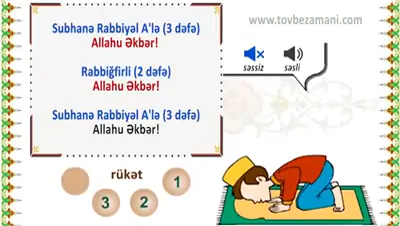 www.tovbezamani.com
Subhanə Rabbiyəl A'lə (3 dəfə)
Allahu Əkbər!
Rabbiğfirli (2 dəfə)
Allahu Əkbər!
Subhanə Rabbiyəl A'lə (3 dəfə)
Allahu Əkbər!
səssiz
səsli
rükət
1
2
3